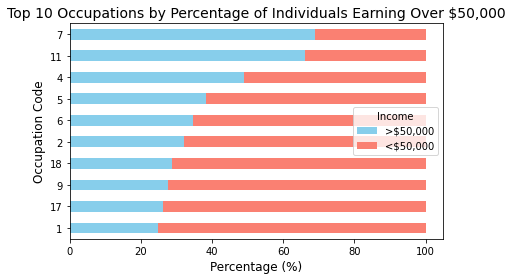 Top 10 Occupations by Percentage of Individuals Earning Over $50,000
Occupation Code
7
11
4
5
6
2
18
9
17
1
Income
>$50,000
<$50,000
0 20 40 60 80 100
Percentage (%)